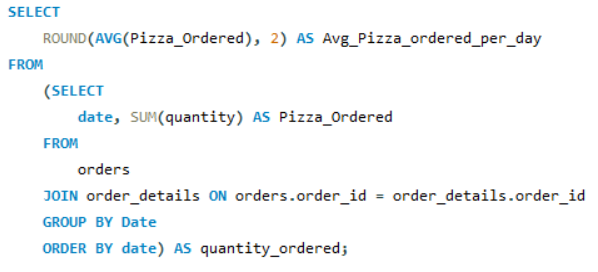 SELECT
ROUND(AVG(Pizza_Ordered), 2) AS Avg_Pizza_ordered_per_day
FROM
(SELECT
date, SUM(quantity) AS Pizza_Ordered
FROM
orders
JOIN order_details ON orders.order_id = order_details.order_id
GROUP BY Date
ORDER BY date) AS quantity_ordered;